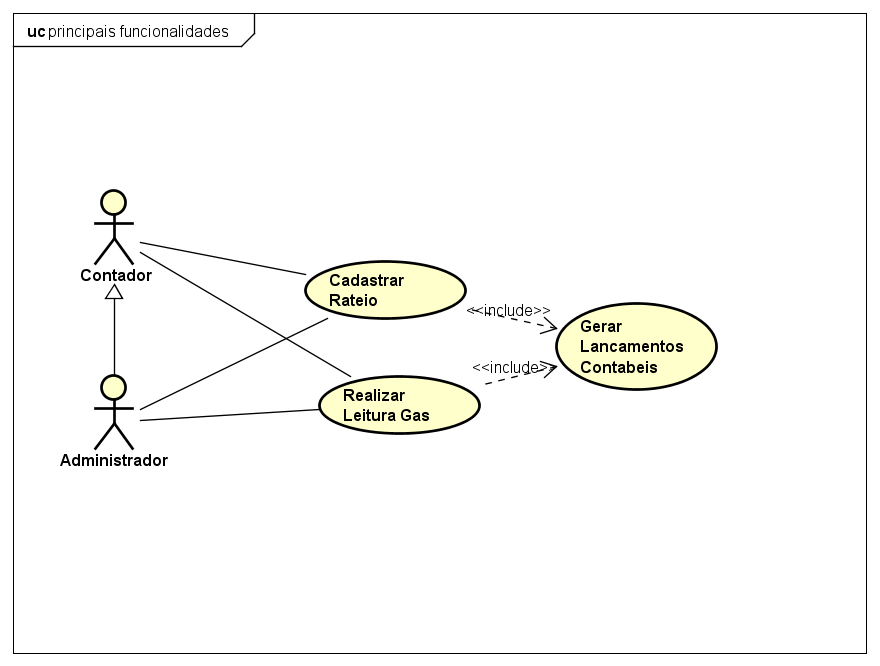 uc principais funcionalidades
Contador
Cadastrar
Rateio
<<include>>
Gerar
Lancamentos
Contabeis
<<include>>
Realizar
Leitura Gas
Administrador